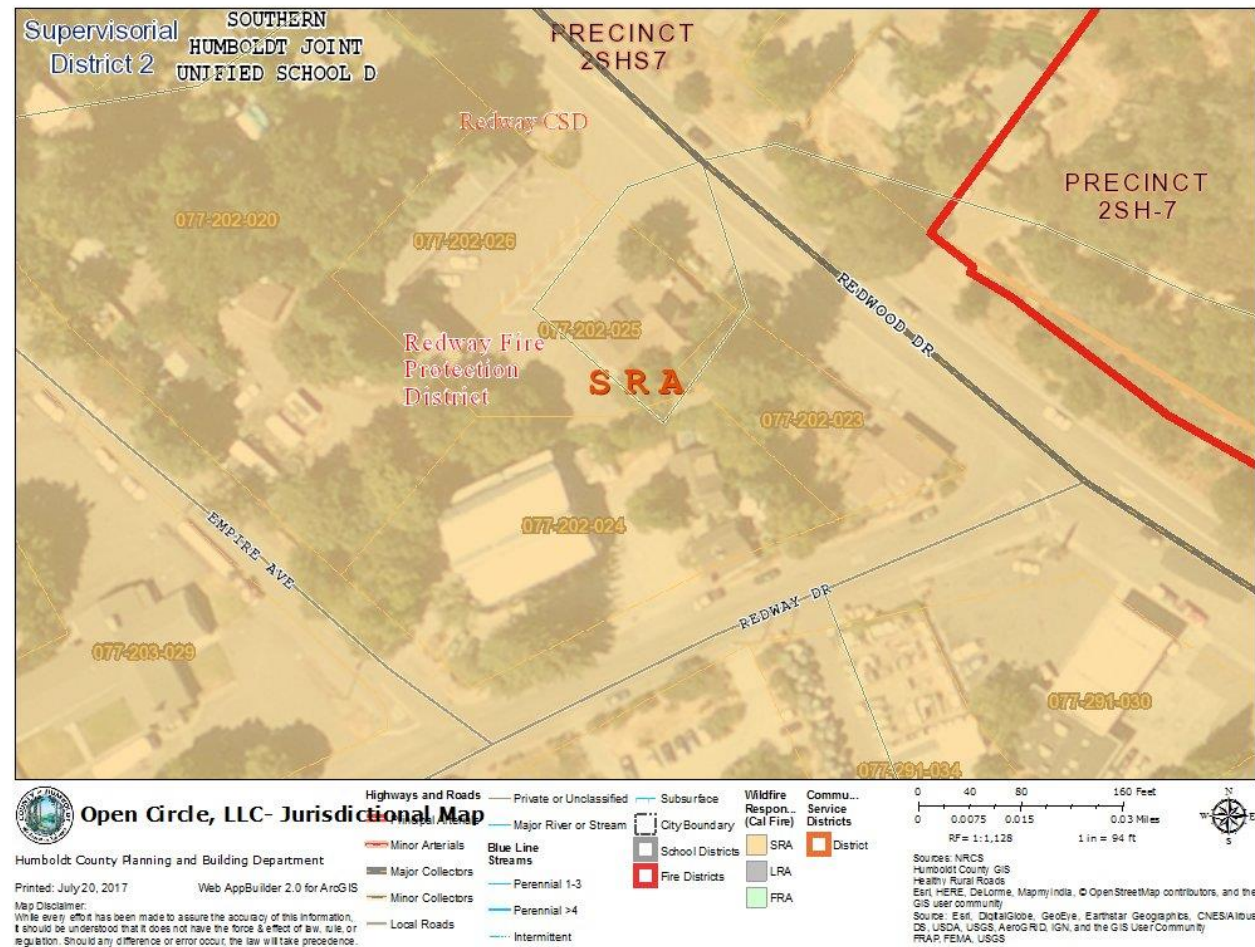 Supervisorial
District 2
SOUTHERN
HUMBOLDT JOINT
UNIFIED SCHOOL D
PRECINCT
2SHS7
Redway CSD
PRECINCT
2SH-7
077-202-020
077-202-026
REDWOOD DR
077-202-025
Redway Fire
Protection
District
SRA
077-202-023
077-202-024
EMPIRE AVE
REDWAY DR
077-203-029
077-291-030
077-291-034
COUNTY OF HUMBOLDT
Open Circle, LLC- Jurisdictional Map
Humboldt County Planning and Building Department
Printed: July 20, 2017
Web AppBuilder 2.0 for ArcGIS
Map Disclaimer:
While every effort has been made to assure the accuracy of this information,
it should be understood that it does not have the force & effect of law, rule, or
regulation. Should any difference or error occur, the law will take precedence.
Highways and Roads
Principal Arterials
Minor Arterials
Major Collectors
Minor Collectors
Local Roads
Private or Unclassified
Major River or Stream
Blue Line
Streams
Perennial 1-3
Perennial >4
Intermittent
Subsurface
City Boundary
School Districts
Fire Districts
Wildfire
Respon...
(Cal Fire)
SRA
LRA
FRA
Commu...
Service
Districts
District
0 40 80 160 Feet
0 0.0075 0.015 0.03 Miles
RF= 1:1,128
1 in = 94 ft
N
W E
S
Sources: NRCS
Humboldt County GIS
Healthy Rural Roads
Esri, HERE, DeLorme, MapmyIndia, © OpenStreetMap contributors, and the
GIS user community
Source: Esri, DigitalGlobe, GeoEye, Earthstar Geographics, CNES/Airbus
DS, USDA, USGS, AeroGRID, IGN, and the GIS User Community
FRAP, FEMA, USGS